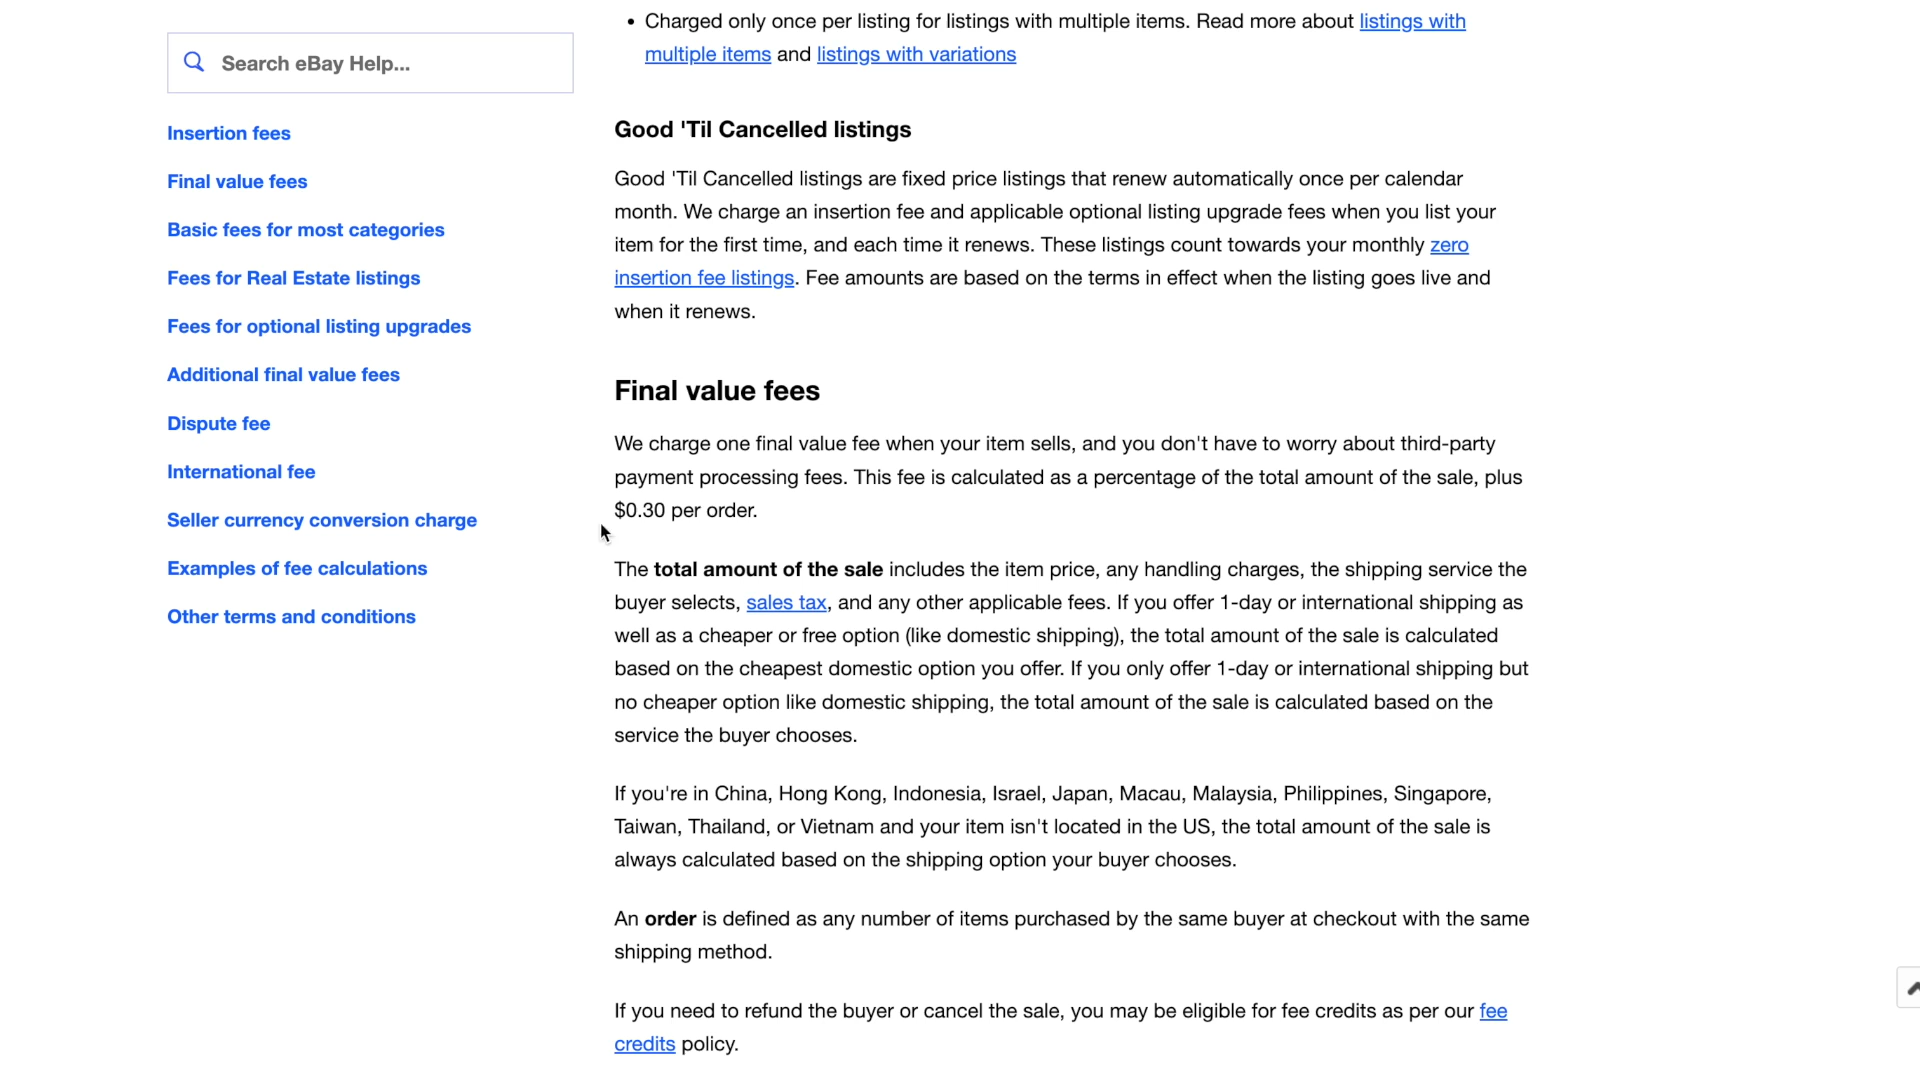 Search eBay Help...
Insertion fees
Final value fees
Basic fees for most categories
Fees for Real Estate listings
Fees for optional listing upgrades
Additional final value fees
Dispute fee
International fee
Seller currency conversion charge
Examples of fee calculations
Other terms and conditions
• Charged only once per listing for listings with multiple items. Read more about listings with
multiple items and listings with variations
Good 'Til Cancelled listings
Good 'Til Cancelled listings are fixed price listings that renew automatically once per calendar
month. We charge an insertion fee and applicable optional listing upgrade fees when you list your
item for the first time, and each time it renews. These listings count towards your monthly zero
insertion fee listings. Fee amounts are based on the terms in effect when the listing goes live and
when it renews.
Final value fees
We charge one final value fee when your item sells, and you don't have to worry about third-party
payment processing fees. This fee is calculated as a percentage of the total amount of the sale, plus
$0.30 per order.
The total amount of the sale includes the item price, any handling charges, the shipping service the
buyer selects, sales tax, and any other applicable fees. If you offer 1-day or international shipping as
well as a cheaper or free option (like domestic shipping), the total amount of the sale is calculated
based on the cheapest domestic option you offer. If you only offer 1-day or international shipping but
no cheaper option like domestic shipping, the total amount of the sale is calculated based on the
service the buyer chooses.
If you're in China, Hong Kong, Indonesia, Israel, Japan, Macau, Malaysia, Philippines, Singapore,
Taiwan, Thailand, or Vietnam and your item isn't located in the US, the total amount of the sale is
always calculated based on the shipping option your buyer chooses.
An order is defined as any number of items purchased by the same buyer at checkout with the same
shipping method.
If you need to refund the buyer or cancel the sale, you may be eligible for fee credits as per our fee
credits policy.